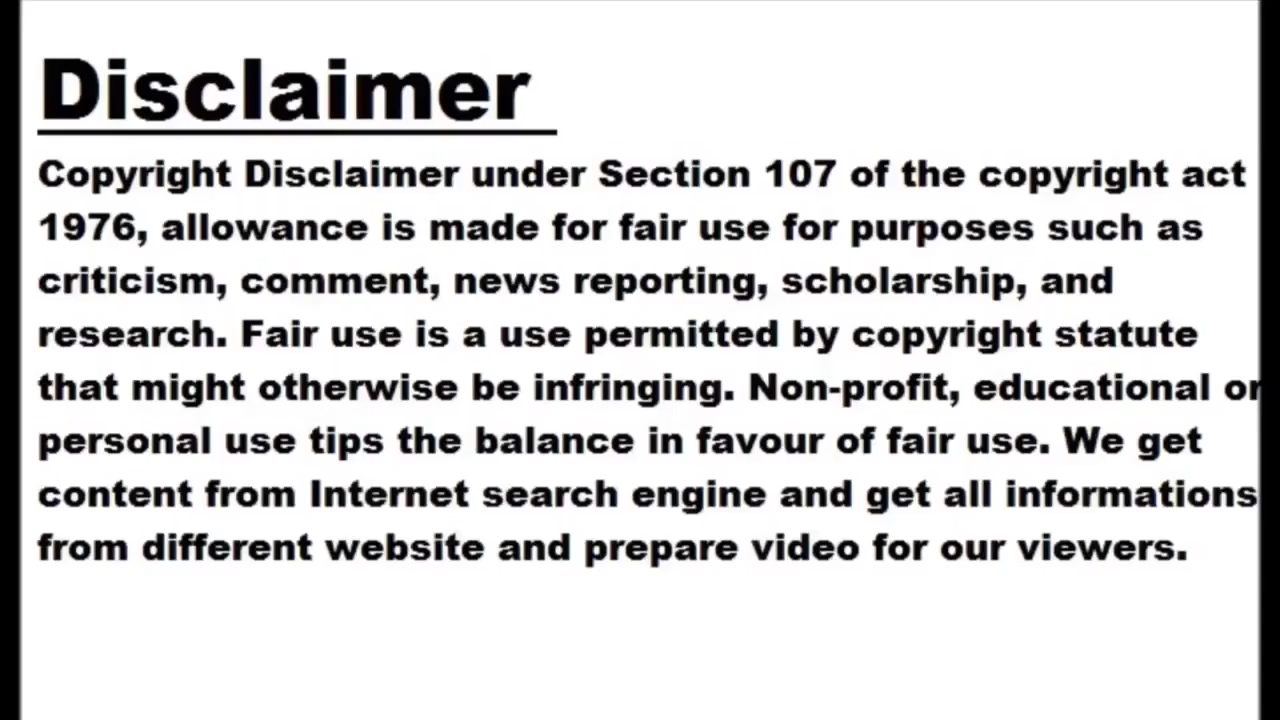 Disclaimer
Copyright Disclaimer under Section 107 of the copyright act
1976, allowance is made for fair use for purposes such as
criticism, comment, news reporting, scholarship, and
research. Fair use is a use permitted by copyright statute
that might otherwise be infringing. Non-profit, educational or
personal use tips the balance in favour of fair use. We get
content from Internet search engine and get all informations
from different website and prepare video for our viewers.